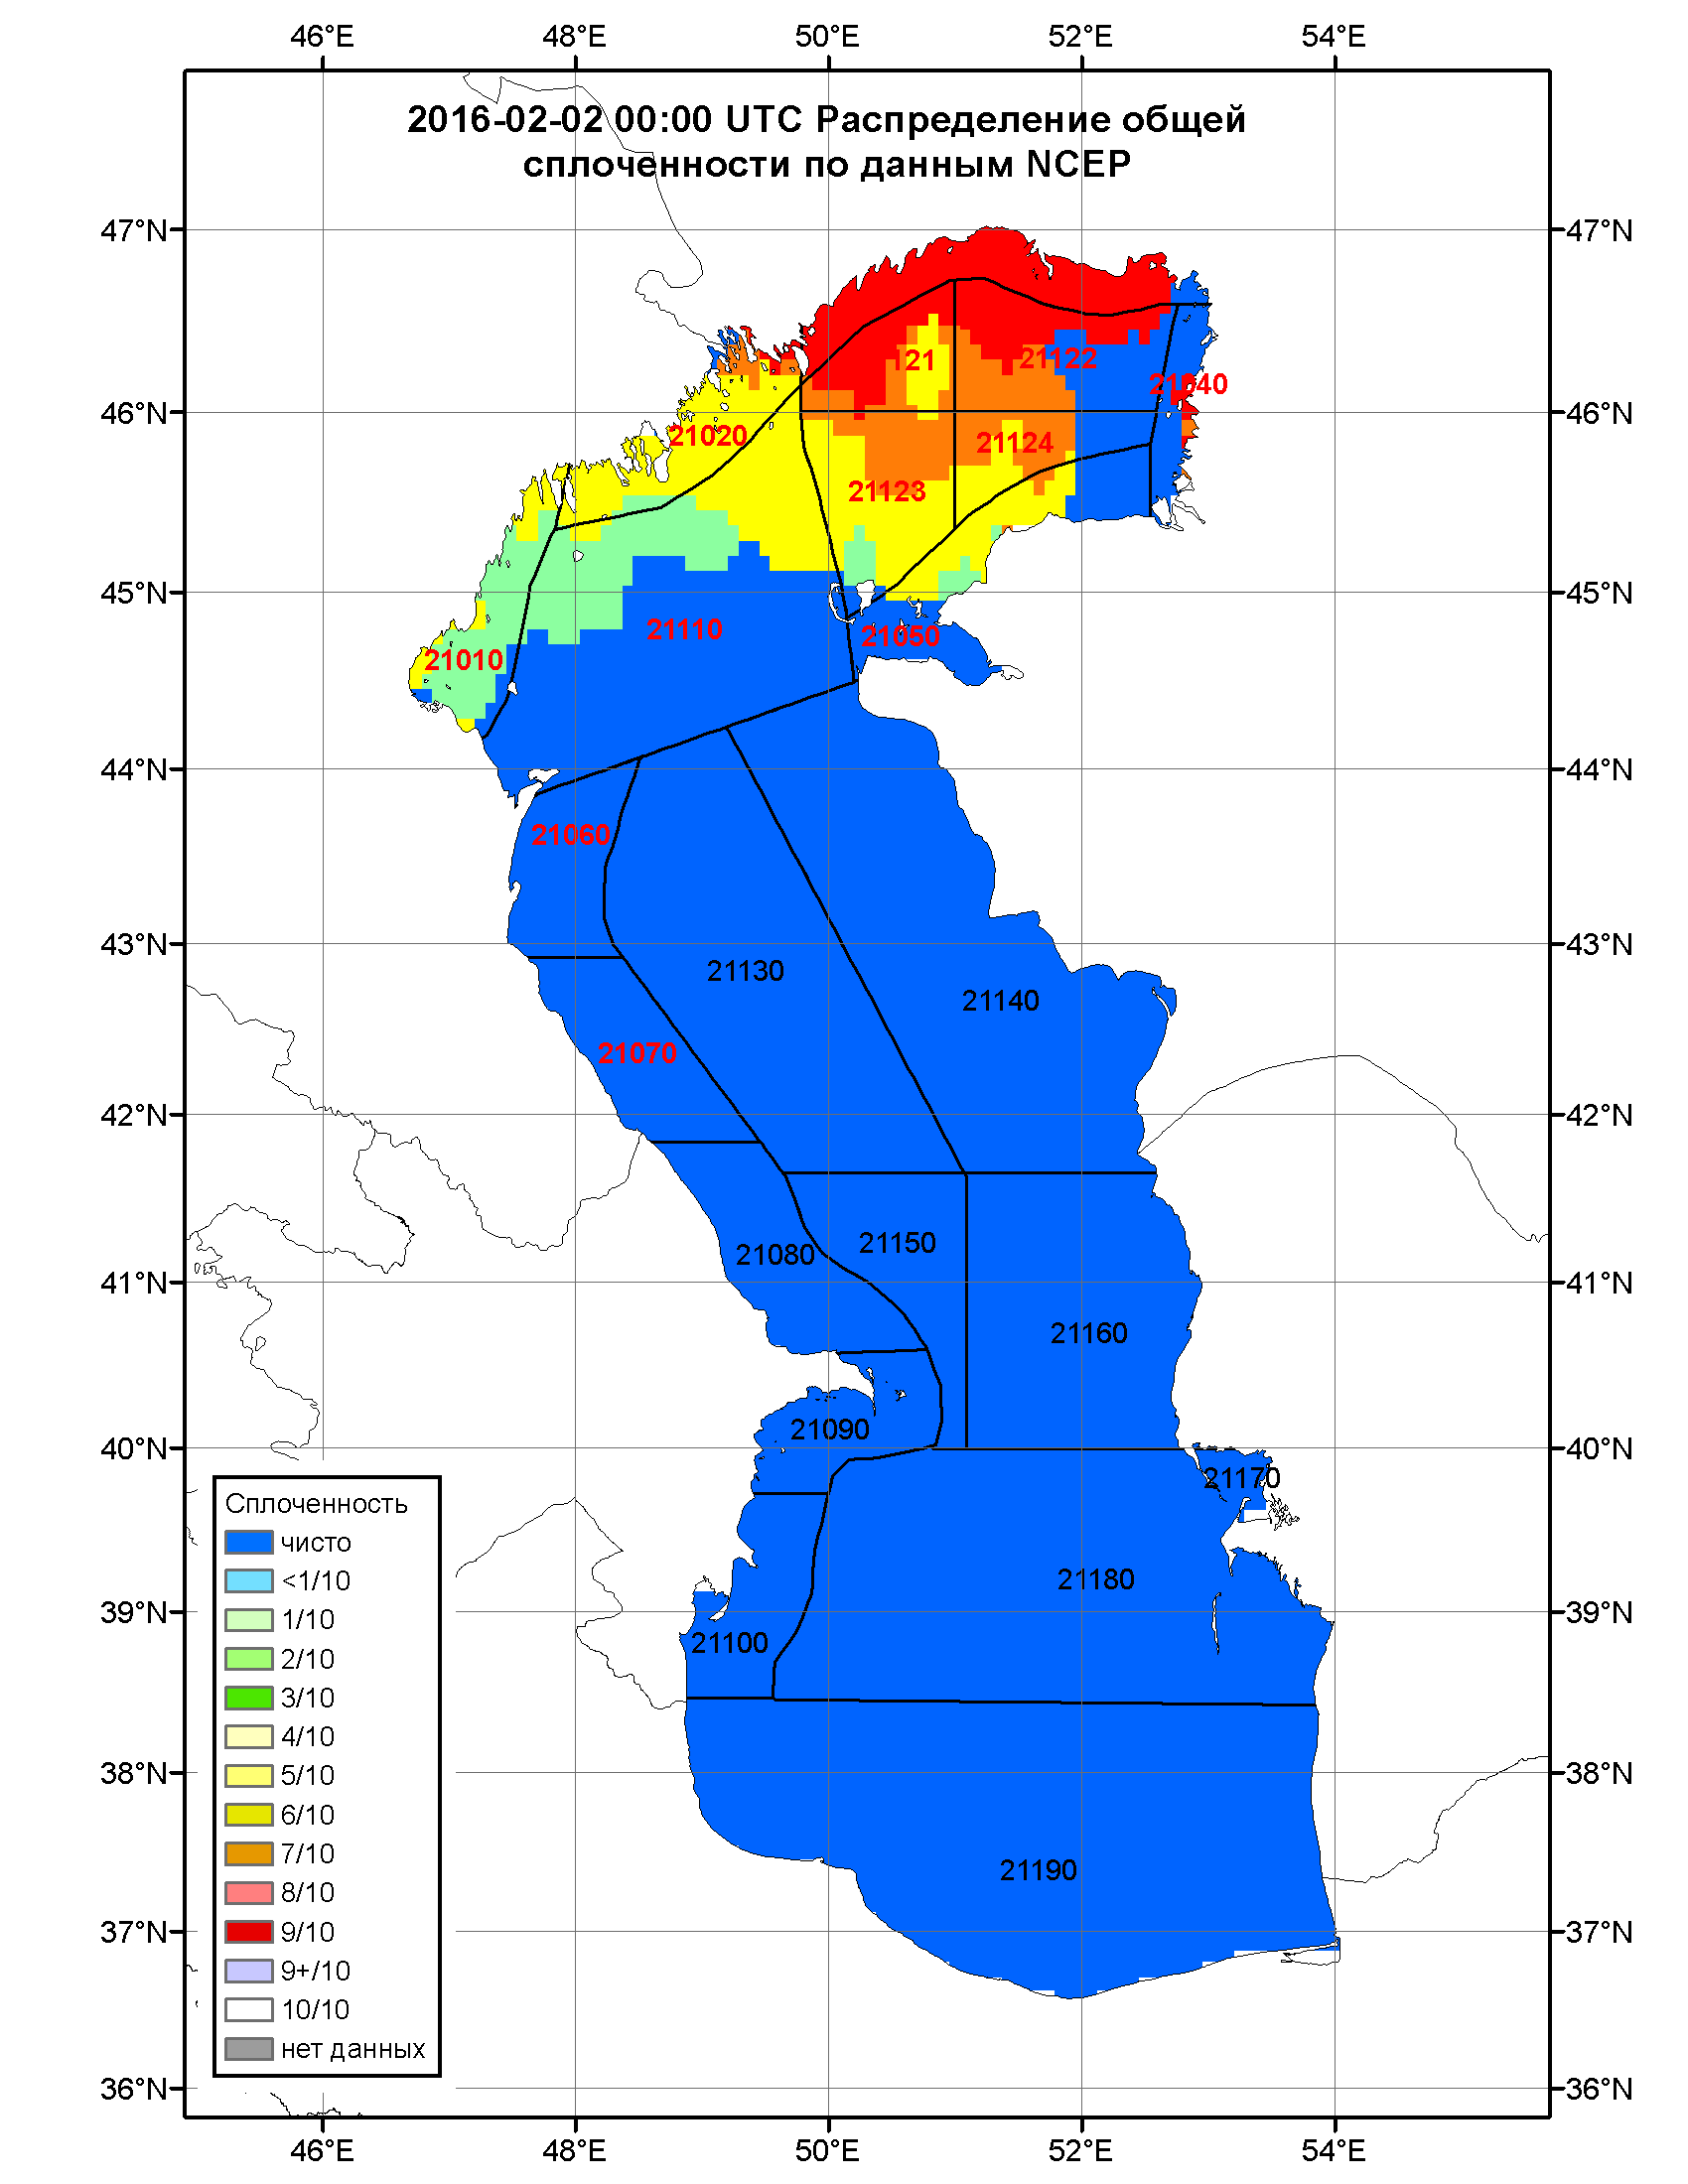 46°E 48°E 50°E 52°E 54°E
2016-02-02 00:00 UTC Распределение общей
сплоченности по данным NCEP
47°N 47°N
121 21122
21040
46°N 46°N
21020
21124
21123
45°N 45°N
21110 21050
21010
44°N 44°N
21060
43°N 43°N
21130
21140
21070
42°N 42°N
21150
21080
41°N 41°N
21160
21090
40°N 40°N
21170
21180
39°N 39°N
21100
38°N 38°N
21190
37°N 37°N
36°N 36°N
Сплоченность
чисто
<1/10
1/10
2/10
3/10
4/10
5/10
6/10
7/10
8/10
9/10
9+/10
10/10
нет данных
46°E 48°E 50°E 52°E 54°E